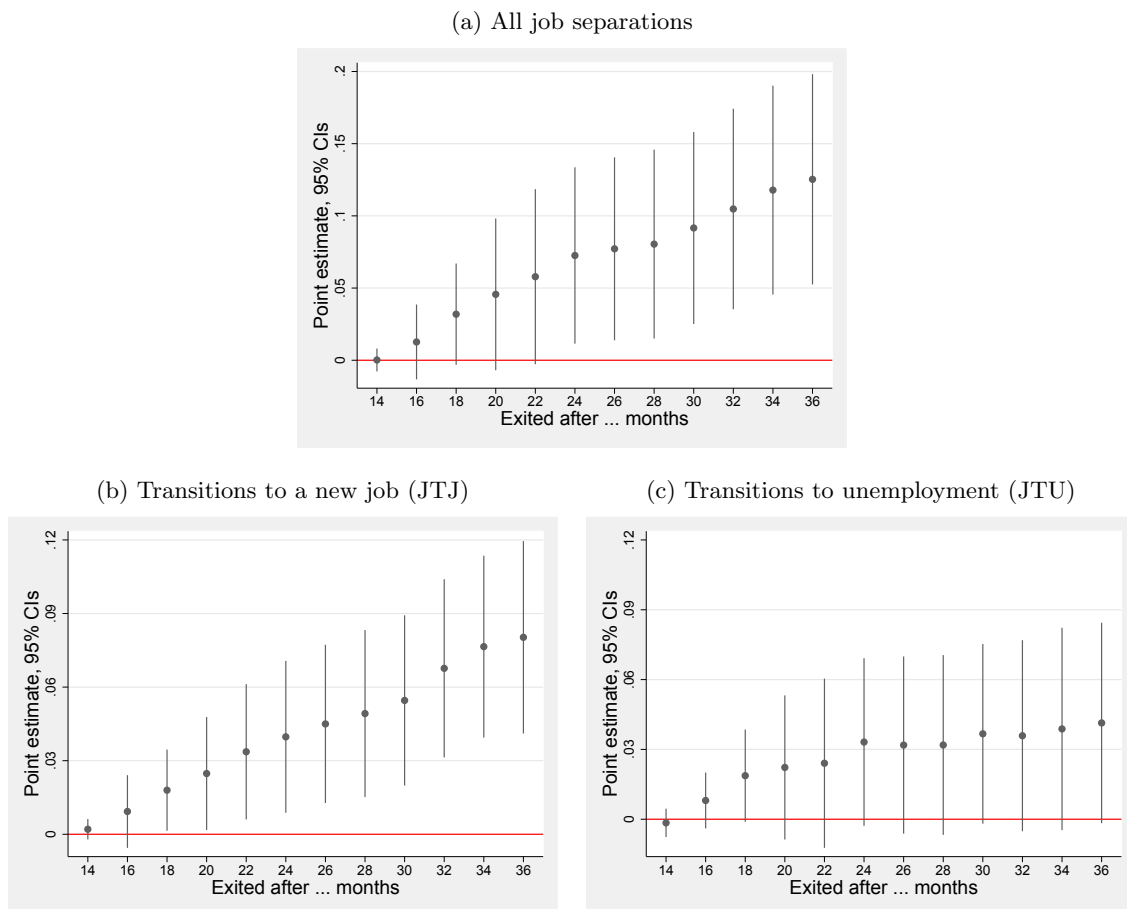 (a) All job separations
Point estimate, 95% CIs
.2
.15
.1
.05
0
14 16 18 20 22 24 26 28 30 32 34 36
Exited after ... months
(b) Transitions to a new job (JTJ)
Point estimate, 95% CIs
.12
.09
.06
.03
0
14 16 18 20 22 24 26 28 30 32 34 36
Exited after ... months
(c) Transitions to unemployment (JTU)
Point estimate, 95% CIs
.12
.09
.06
.03
0
14 16 18 20 22 24 26 28 30 32 34 36
Exited after ... months